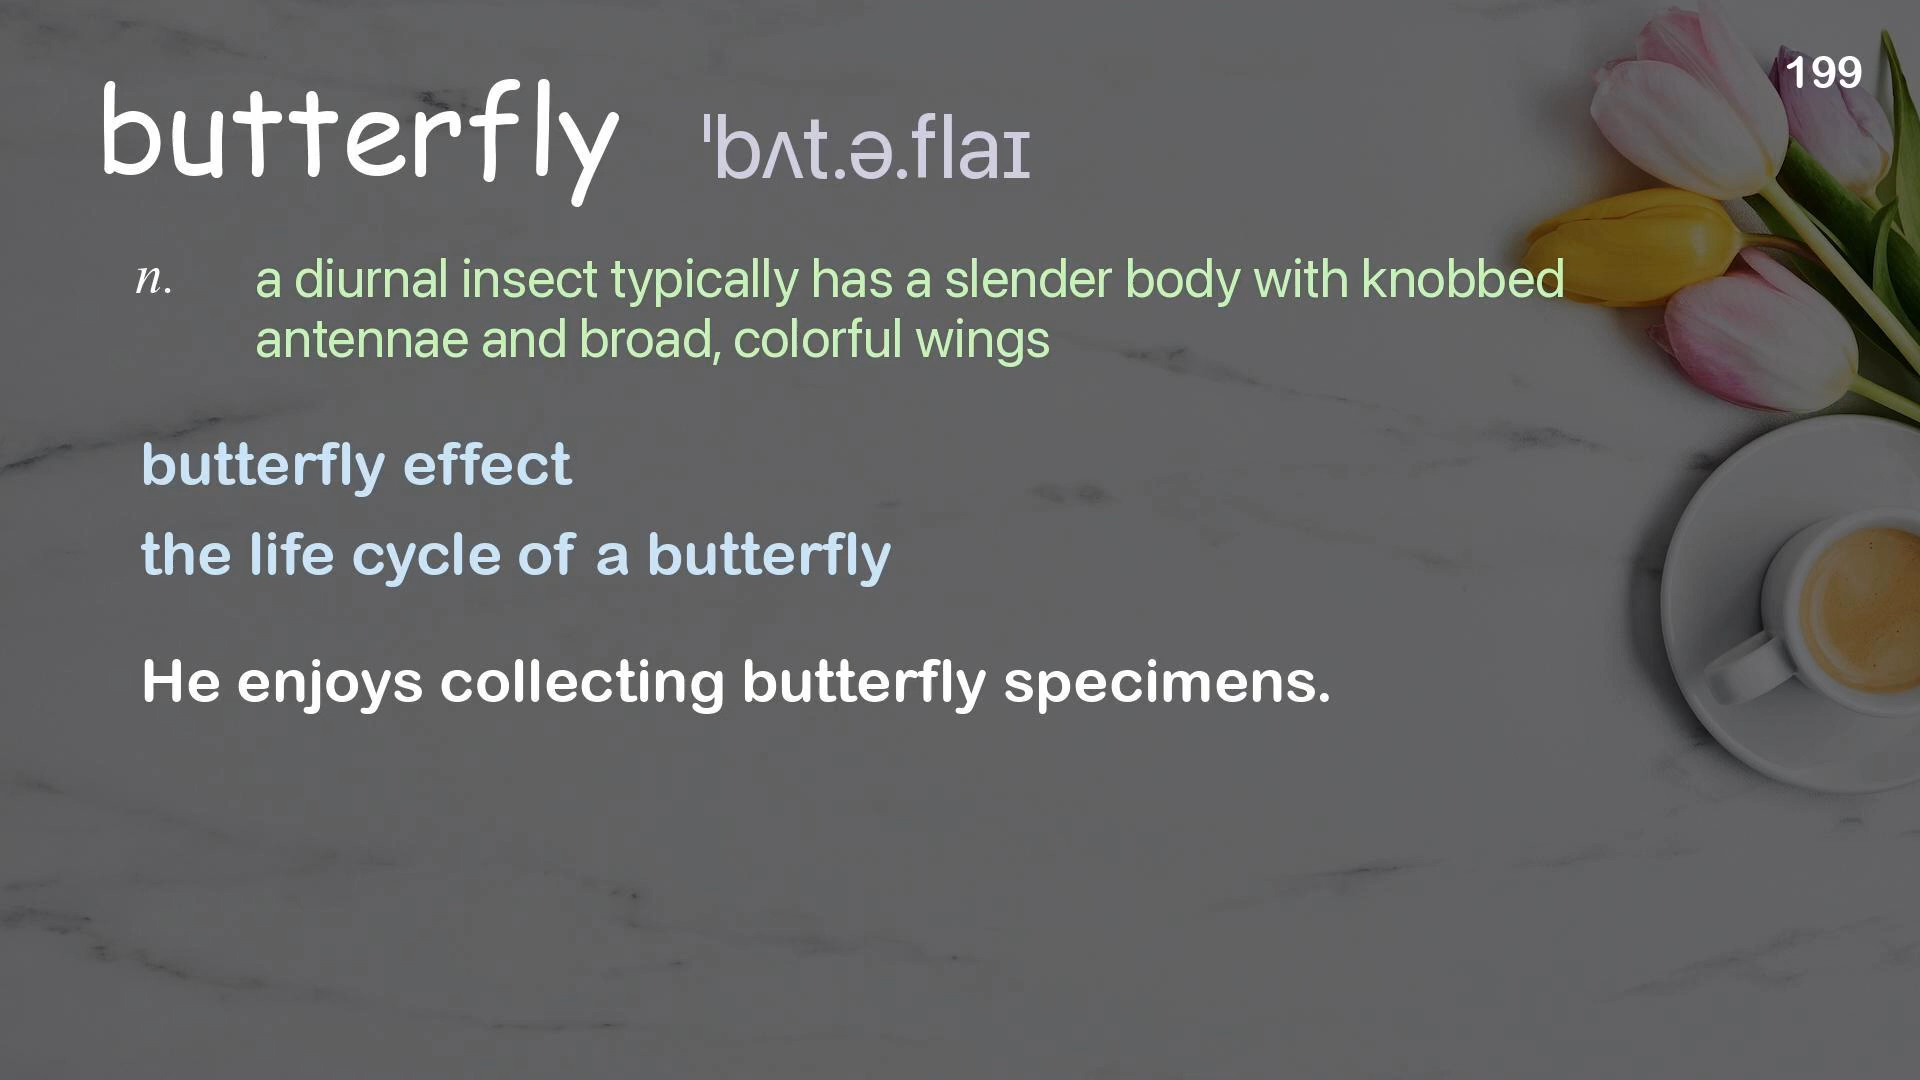 199
butterfly ˈbʌt.ə.flaɪ
n. a diurnal insect typically has a slender body with knobbed
antennae and broad, colorful wings
butterfly effect
the life cycle of a butterfly
He enjoys collecting butterfly specimens.